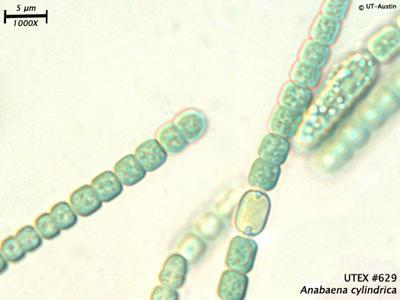 5 µm
1000X
© UT-Austin
UTEX #629
Anabaena cylindrica